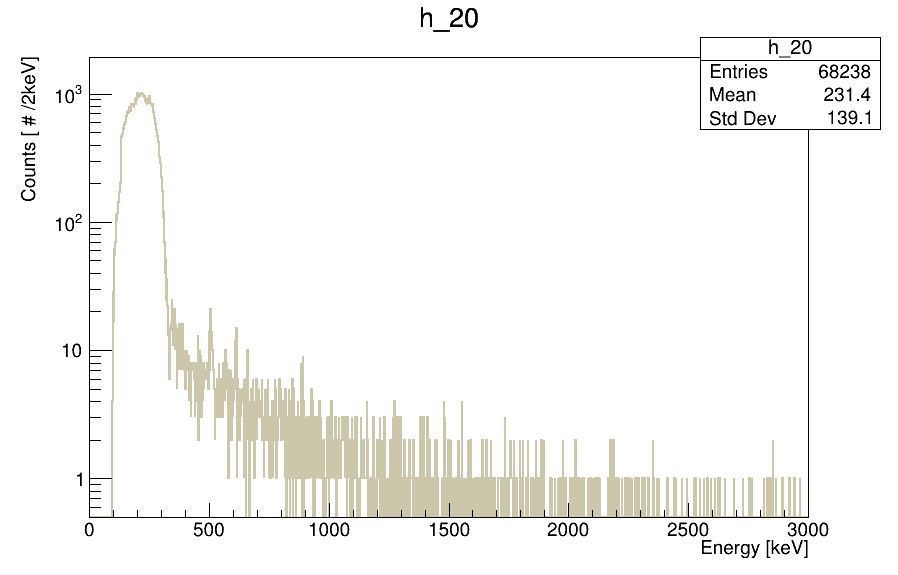 h_20
h_20
Entries 68238
Mean 231.4
Std Dev 139.1
Counts [ # /2keV]
10³
10²
10
1
0 500 1000 1500 2000 2500 3000
Energy [keV]